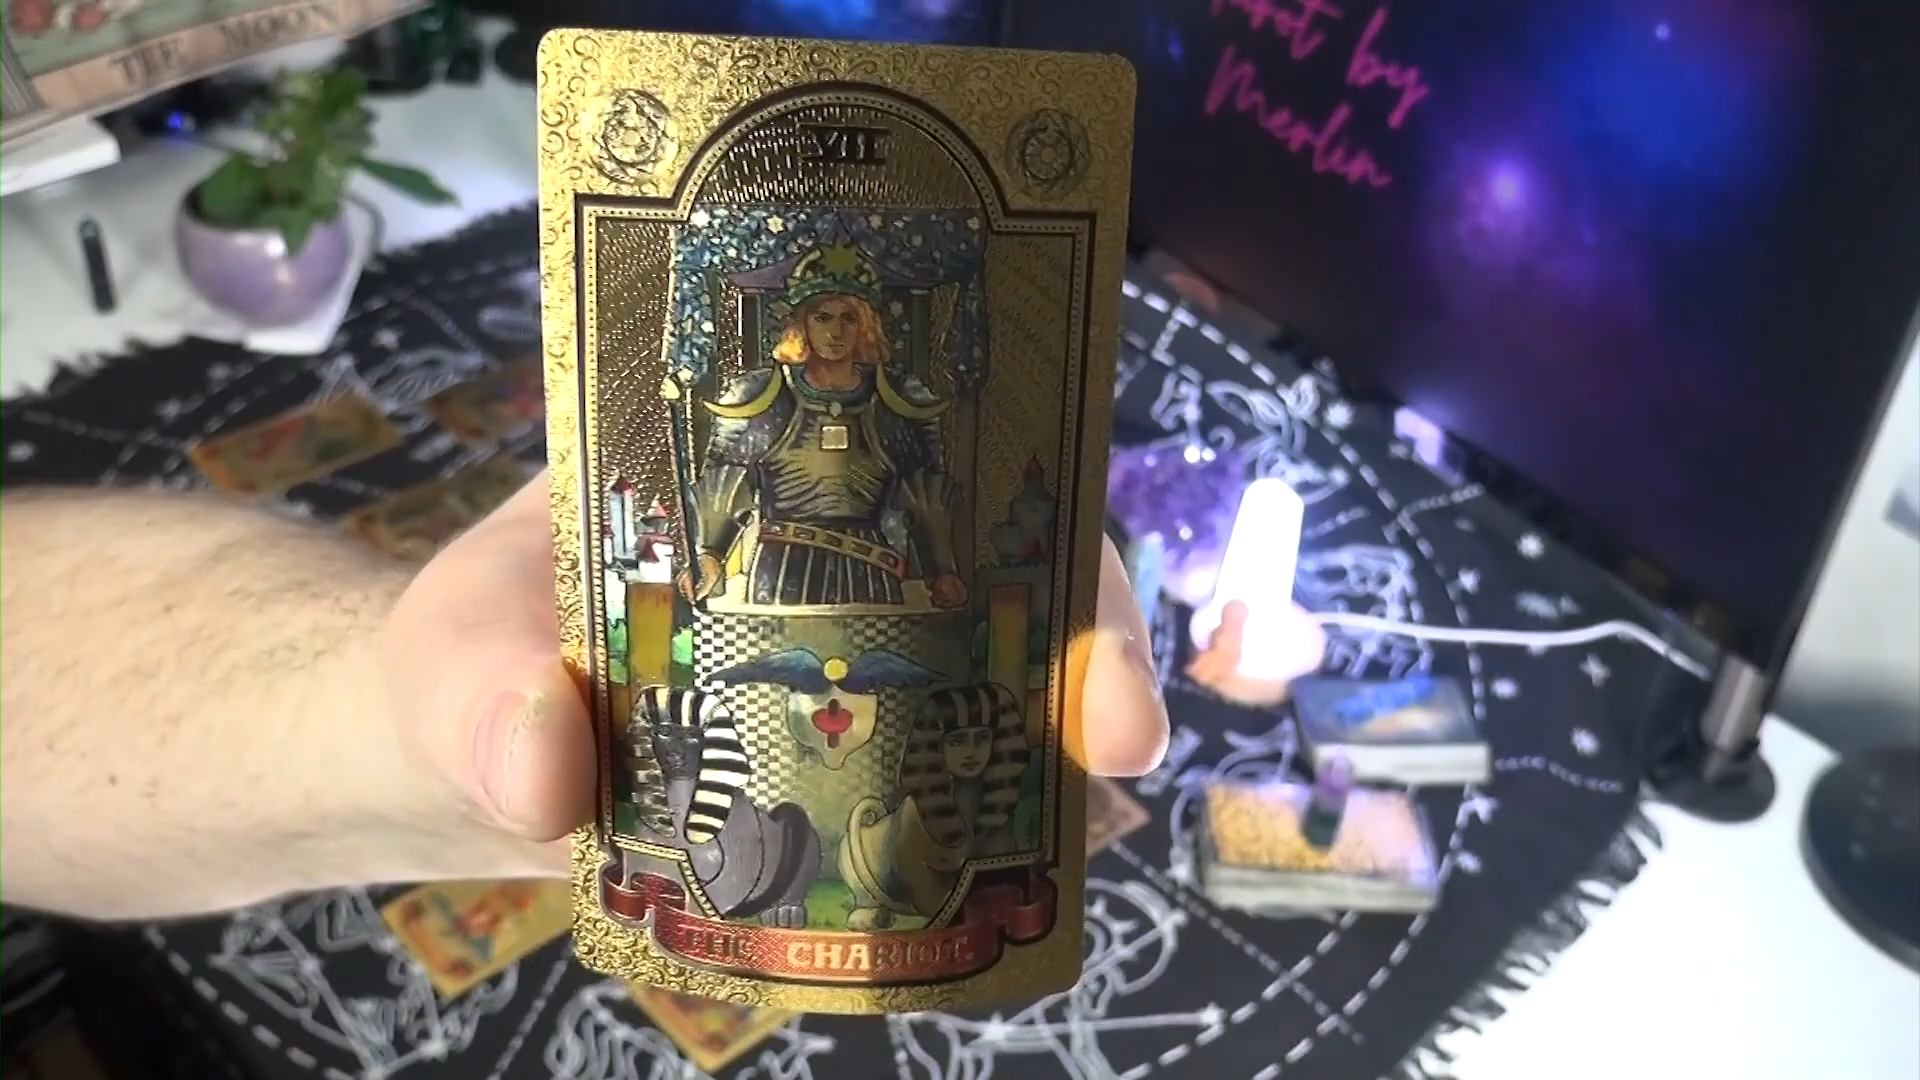 THE MOON
Tarot by
Merlin
VII
THE CHARIOT.